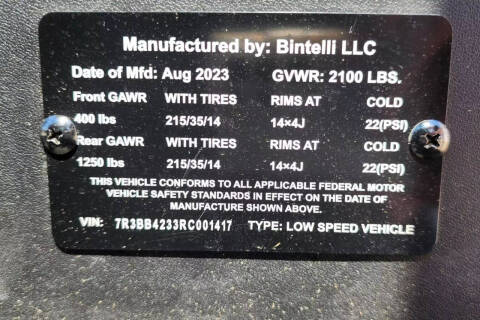 Manufactured by: Bintelli LLC
Date of Mfd: Aug 2023 GVWR: 2100 LBS.
Front GAWR WITH TIRES RIMS AT COLD
400 lbs 215/35/14 14×4J 22(PSI)
Rear GAWR WITH TIRES RIMS AT COLD
1250 lbs 215/35/14 14×4J 22(PSI)
THIS VEHICLE CONFORMS TO ALL APPLICABLE FEDERAL MOTOR
VEHICLE SAFETY STANDARDS IN EFFECT ON THE DATE OF
MANUFACTURE SHOWN ABOVE.
VIN: 7R3BB4233RC001417 TYPE: LOW SPEED VEHICLE